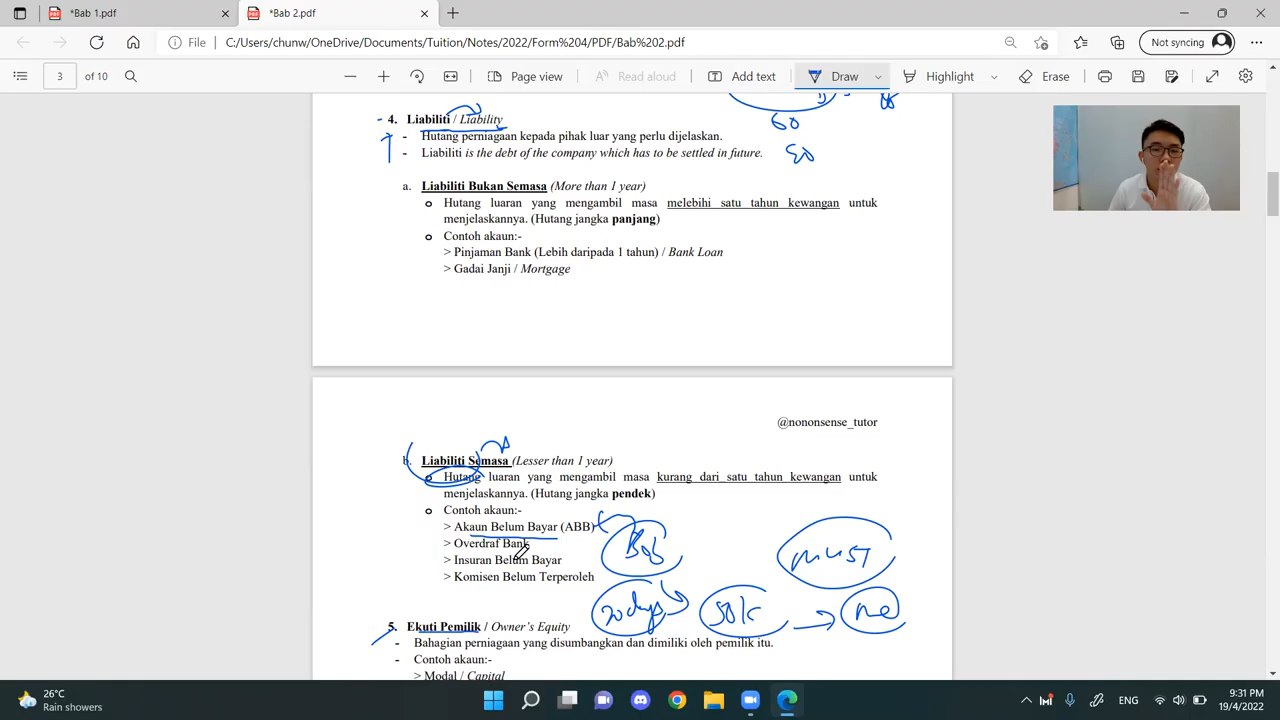 *Bab 1.pdf
*Bab 2.pdf
File
C:/Users/chunw/OneDrive/Documents/Tuition/Notes/2022/Form%204/PDF/Bab%202.pdf
Not syncing
3 of 10
Page view
Read aloud
Add text
Draw
Highlight
Erase
60
4. Liabiliti / Liability
- Hutang perniagaan kepada pihak luar yang perlu dijelaskan.
- Liabiliti is the debt of the company which has to be settled in future.
a. Liabiliti Bukan Semasa (More than 1 year)
o Hutang luaran yang mengambil masa melebihi satu tahun kewangan untuk
menjelaskannya. (Hutang jangka panjang)
o Contoh akaun:-
> Pinjaman Bank (Lebih daripada 1 tahun) / Bank Loan
> Gadai Janji / Mortgage
@nononsense_tutor
b. Liabiliti Semasa (Lesser than 1 year)
o Hutang luaran yang mengambil masa kurang dari satu tahun kewangan untuk
menjelaskannya. (Hutang jangka pendek)
o Contoh akaun:-
> Akaun Belum Bayar (ABB)
> Overdraf Bank
> Insuran Belum Bayar
> Komisen Belum Terperoleh
Bob
must
20 days
50k
me
5. Ekuti Pemilik / Owner's Equity
- Bahagian perniagaan yang disumbangkan dan dimiliki oleh pemilik itu.
- Contoh akaun:-
> Modal / Capital
26°C
Rain showers
ENG
9:31 PM
19/4/2022